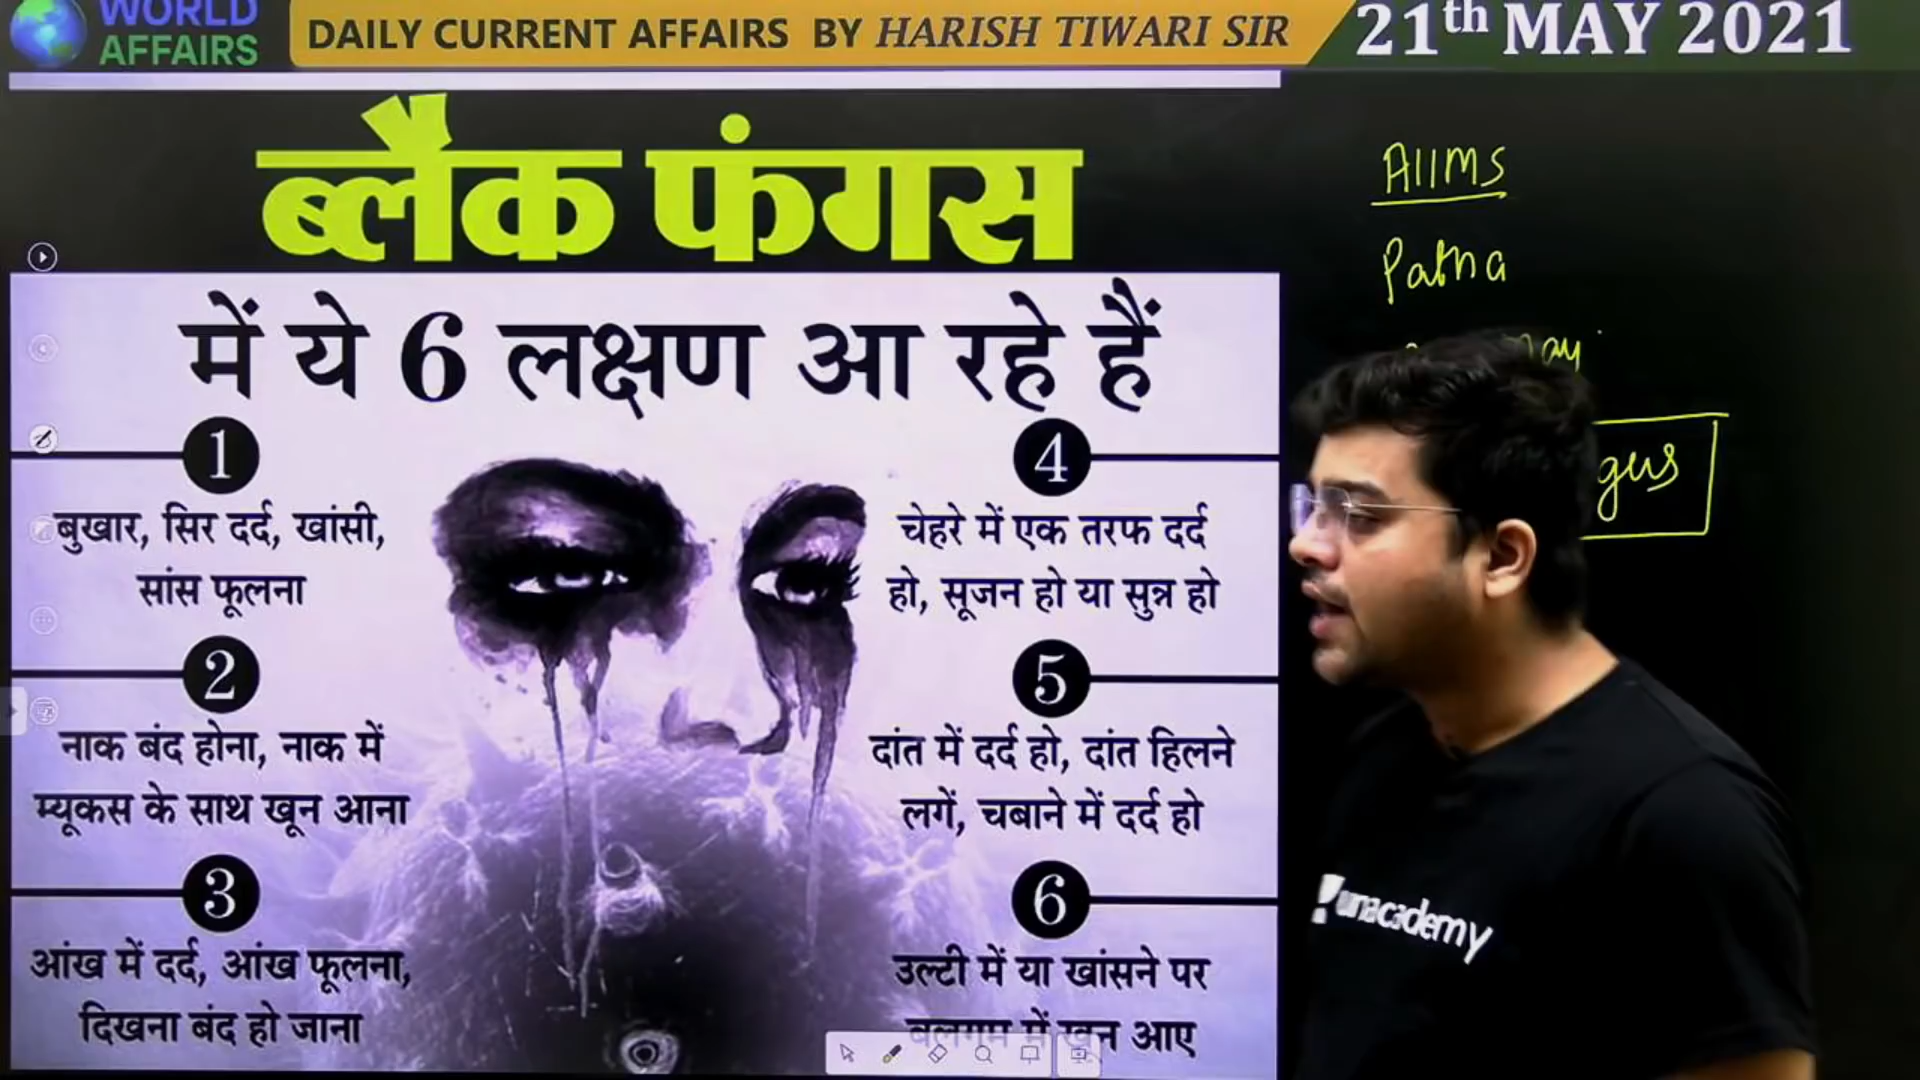 WORLD
AFFAIRS
DAILY CURRENT AFFAIRS BY HARISH TIWARI SIR
21th MAY 2021
ब्लैक फंगस
में ये 6 लक्षण आ रहे हैं
1
बुखार, सिर दर्द, खांसी,
सांस फूलना
2
नाक बंद होना, नाक में
म्यूकस के साथ खून आना
3
आंख में दर्द, आंख फूलना,
दिखना बंद हो जाना
4
चेहरे में एक तरफ दर्द
हो, सूजन हो या सुन्न हो
5
दांत में दर्द हो, दांत हिलने
लगें, चबाने में दर्द हो
6
उल्टी में या खांसने पर
बलगम में खून आए
AIIMS
Patna
unacademy